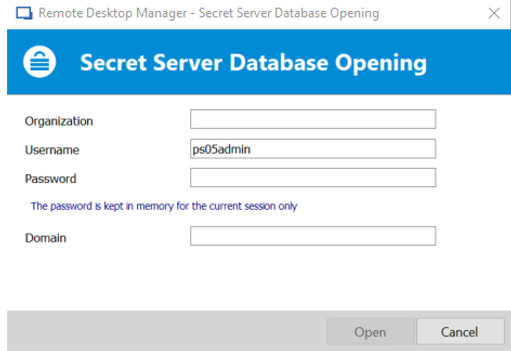 Remote Desktop Manager - Secret Server Database Opening
Secret Server Database Opening
Organization
Username ps05admin
Password
The password is kept in memory for the current session only
Domain
Open Cancel